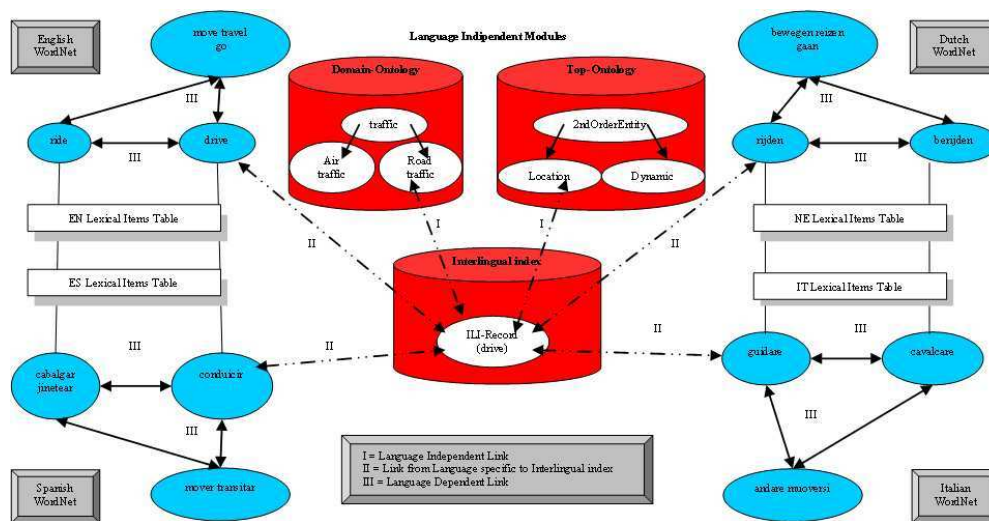 English
WordNet
move travel
go
III
ride
drive
III
EN Lexical Items Table
ES Lexical Items Table
III
cabalgar
jinetear
conduicir
III
mover transitar
Spanish
WordNet
Language Indipendent Modules
Domain-Ontology
traffic
Air
traffic
Road
traffic
Top-Ontology
2ndOrderEntity
Location
Dynamic
II
I
I
II
Interlingual index
ILI-Record
(drive)
II
II
I = Language Independent Link
II = Link from Language specific to Interlingual index
III = Language Dependent Link
bewegen reizen
gaan
Dutch
WordNet
III
rijden
berijden
III
NE Lexical Items Table
IT Lexical Items Table
III
guidare
cavalcare
III
andare muoversi
Italian
WordNet